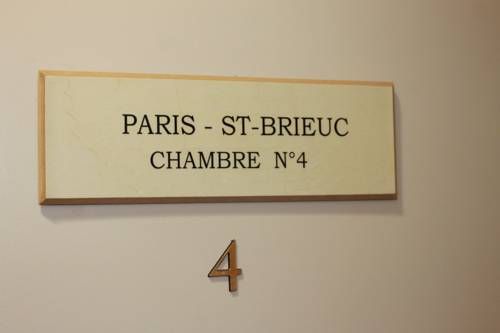 PARIS - ST-BRIEUC
CHAMBRE N°4
4